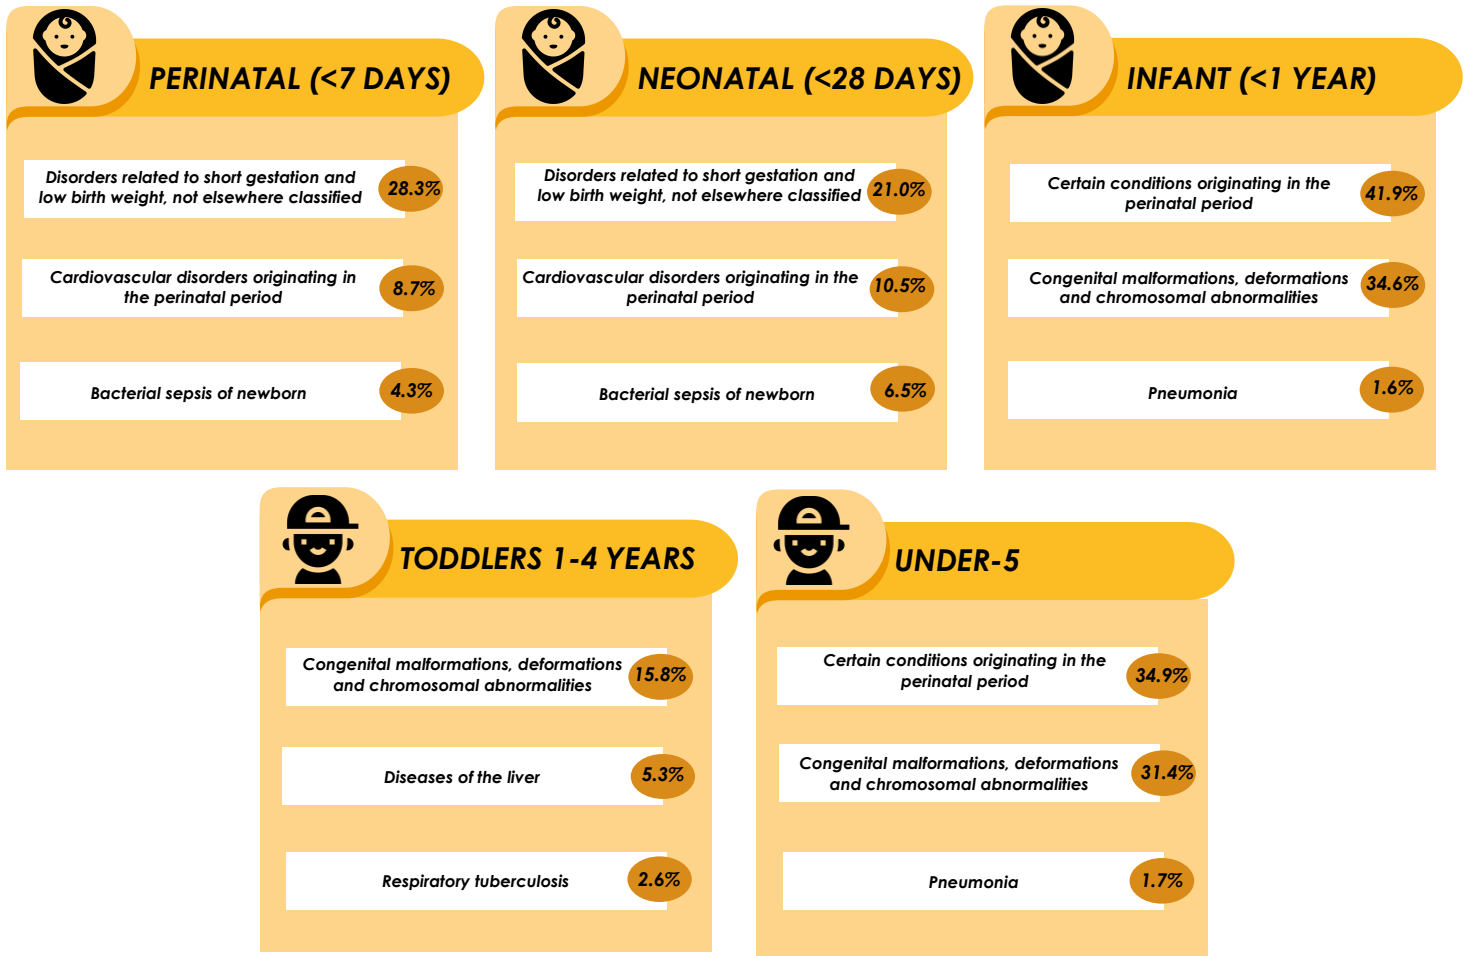 PERINATAL (<7 DAYS)
Disorders related to short gestation and
low birth weight, not elsewhere classified
28.3%
Cardiovascular disorders originating in
the perinatal period
8.7%
Bacterial sepsis of newborn
4.3%
NEONATAL (<28 DAYS)
Disorders related to short gestation and
low birth weight, not elsewhere classified
21.0%
Cardiovascular disorders originating in the
perinatal period
10.5%
Bacterial sepsis of newborn
6.5%
INFANT (<1 YEAR)
Certain conditions originating in the
perinatal period
41.9%
Congenital malformations, deformations
and chromosomal abnormalities
34.6%
Pneumonia
1.6%
TODDLERS 1-4 YEARS
Congenital malformations, deformations
and chromosomal abnormalities
15.8%
Diseases of the liver
5.3%
Respiratory tuberculosis
2.6%
UNDER-5
Certain conditions originating in the
perinatal period
34.9%
Congenital malformations, deformations
and chromosomal abnormalities
31.4%
Pneumonia
1.7%